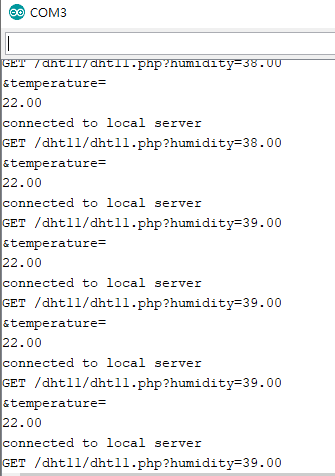 COM3
GET /dht11/dht11.php?humidity=38.00
&temperature=
22.00
connected to local server
GET /dht11/dht11.php?humidity=38.00
&temperature=
22.00
connected to local server
GET /dht11/dht11.php?humidity=39.00
&temperature=
22.00
connected to local server
GET /dht11/dht11.php?humidity=39.00
&temperature=
22.00
connected to local server
GET /dht11/dht11.php?humidity=39.00
&temperature=
22.00
connected to local server
GET /dht11/dht11.php?humidity=39.00